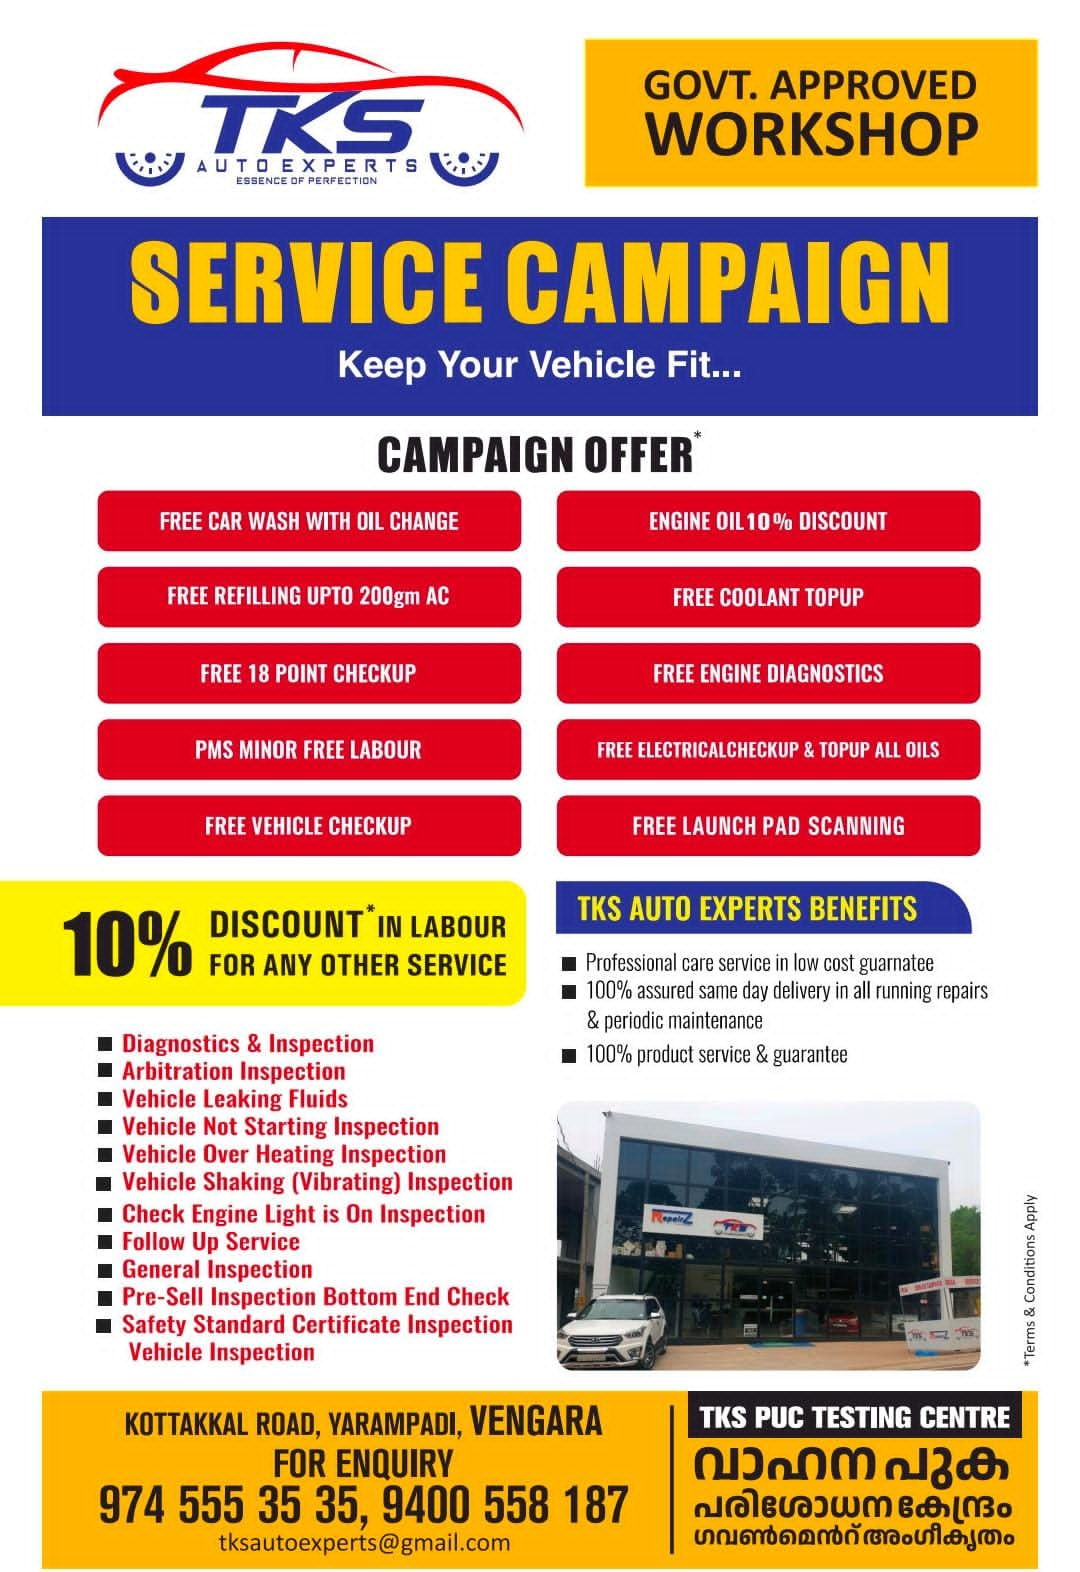 TKS
AUTO EXPERTS
ESSENCE OF PERFECTION
GOVT. APPROVED
WORKSHOP
SERVICE CAMPAIGN
Keep Your Vehicle Fit...
CAMPAIGN OFFER*
FREE CAR WASH WITH OIL CHANGE
ENGINE OIL10% DISCOUNT
FREE REFILLING UPTO 200gm AC
FREE COOLANT TOPUP
FREE 18 POINT CHECKUP
FREE ENGINE DIAGNOSTICS
PMS MINOR FREE LABOUR
FREE ELECTRICALCHECKUP & TOPUP ALL OILS
FREE VEHICLE CHECKUP
FREE LAUNCH PAD SCANNING
10% DISCOUNT* IN LABOUR
FOR ANY OTHER SERVICE
Diagnostics & Inspection
Arbitration Inspection
Vehicle Leaking Fluids
Vehicle Not Starting Inspection
Vehicle Over Heating Inspection
Vehicle Shaking (Vibrating) Inspection
Check Engine Light is On Inspection
Follow Up Service
General Inspection
Pre-Sell Inspection Bottom End Check
Safety Standard Certificate Inspection
Vehicle Inspection
TKS AUTO EXPERTS BENEFITS
Professional care service in low cost guarnatee
100% assured same day delivery in all running repairs
& periodic maintenance
100% product service & guarantee
RepairZ TKS
*Terms & Conditions Apply
KOTTAKKAL ROAD, YARAMPADI, VENGARA
FOR ENQUIRY
974 555 35 35, 9400 558 187
tksautoexperts@gmail.com
TKS PUC TESTING CENTRE
വാഹന പുക
പരിശോധന കേന്ദ്രം
ഗവൺമെൻറ് അംഗീകൃതം